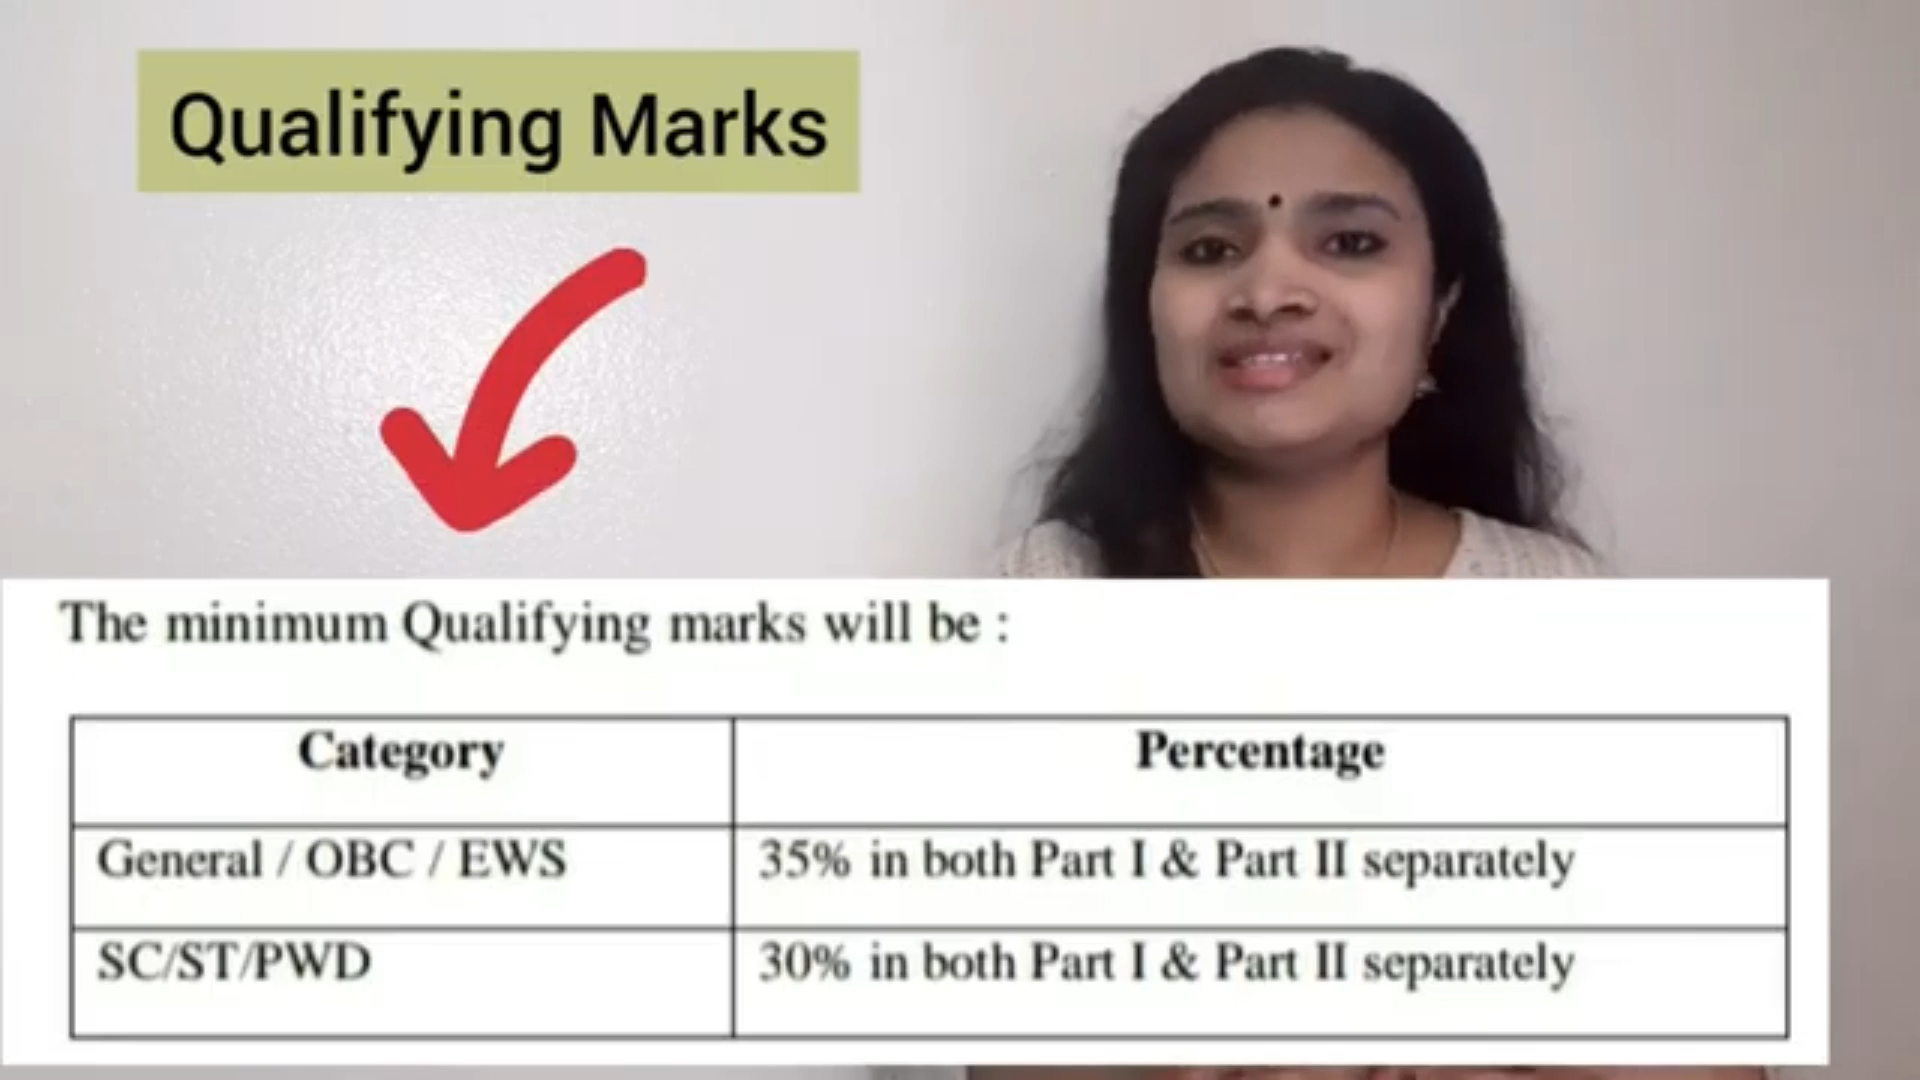 Qualifying Marks
The minimum Qualifying marks will be :
Category Percentage
General / OBC / EWS 35% in both Part I & Part II separately
SC/ST/PWD 30% in both Part I & Part II separately